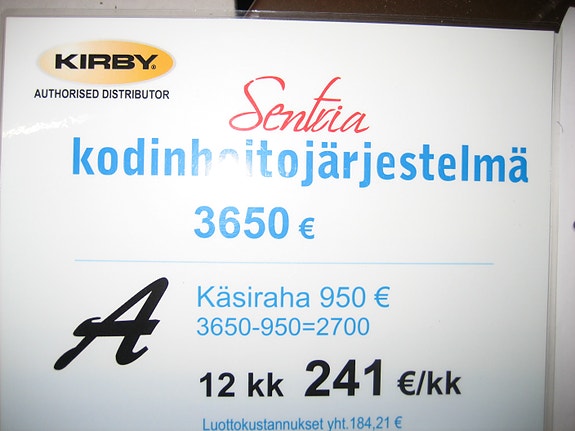 KIRBY®
AUTHORISED DISTRIBUTOR
Sentria
kodinhoitojärjestelmä
3650 €
A
Käsiraha 950 €
3650-950=2700
12 kk 241 €/kk
Luottokustannukset yht.184,21 €